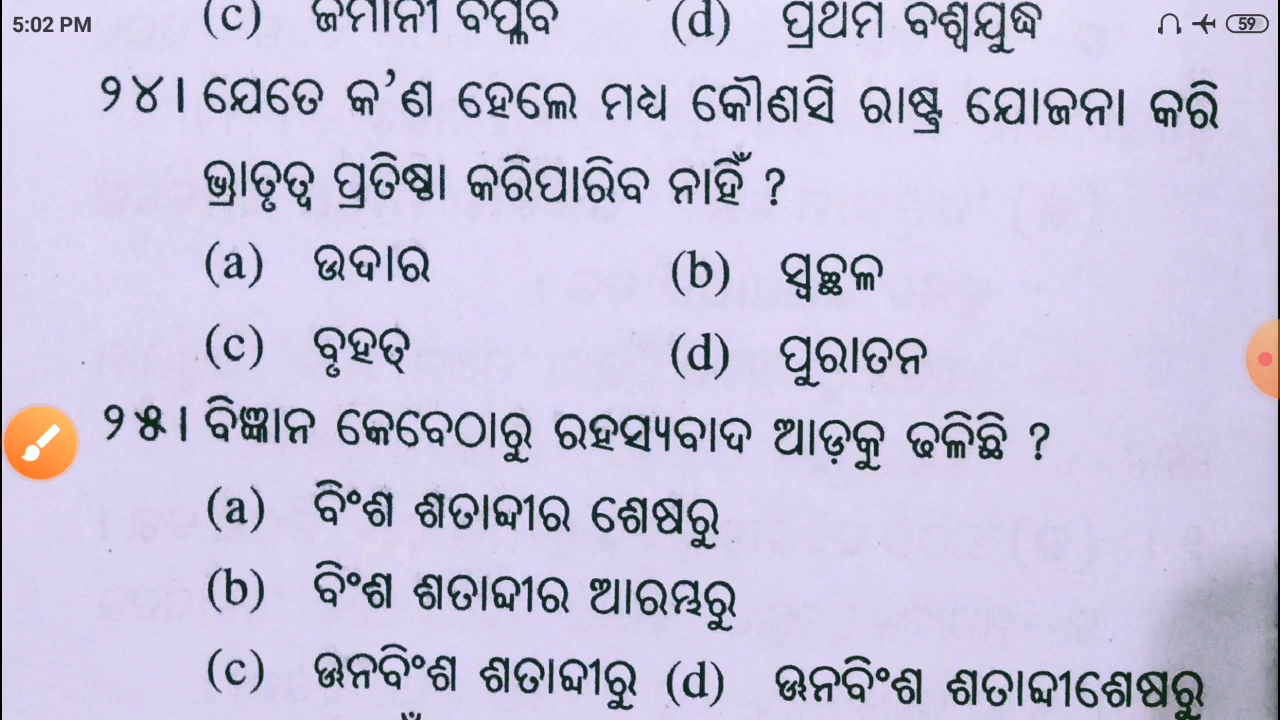 5:02 PM
59
(c) ଜର୍ମାନୀ ବିପ୍ଳବ (d) ପ୍ରଥମ ବିଶ୍ୱଯୁଦ୍ଧ
୨୪। ଯେତେ କ'ଣ ହେଲେ ମଧ୍ୟ କୌଣସି ରାଷ୍ଟ୍ର ଯୋଜନା କରି
ଭ୍ରାତୃତ୍ୱ ପ୍ରତିଷ୍ଠା କରିପାରିବ ନାହିଁ ?
(a) ଉଦାର (b) ସ୍ୱଚ୍ଛଳ
(c) ବୃହତ୍ (d) ପୁରାତନ
୨୫। ବିଜ୍ଞାନ କେବେଠାରୁ ରହସ୍ୟବାଦ ଆଡ଼କୁ ଢଳିଛି ?
(a) ବିଂଶ ଶତାବ୍ଦୀର ଶେଷରୁ
(b) ବିଂଶ ଶତାବ୍ଦୀର ଆରମ୍ଭରୁ
(c) ଊନବିଂଶ ଶତାବ୍ଦୀରୁ (d) ଊନବିଂଶ ଶତାବ୍ଦୀଶେଷରୁ